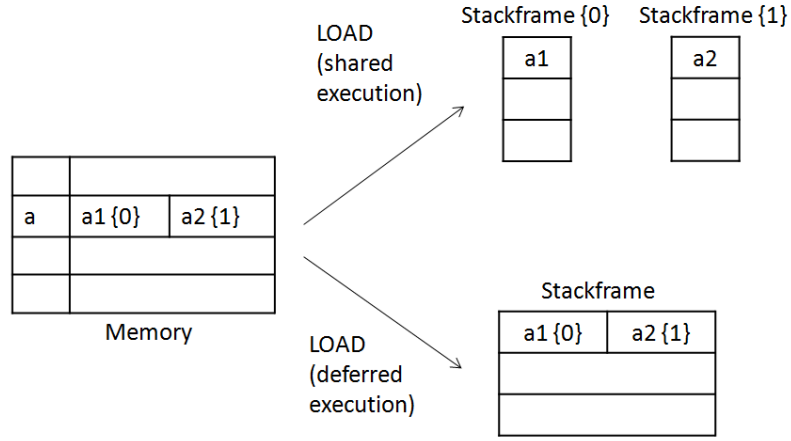 Stackframe {0} Stackframe {1}
LOAD
(shared
execution)
a1 a2
a a1 {0} a2 {1}
Memory
Stackframe
LOAD
(deferred
execution)
a1 {0} a2 {1}